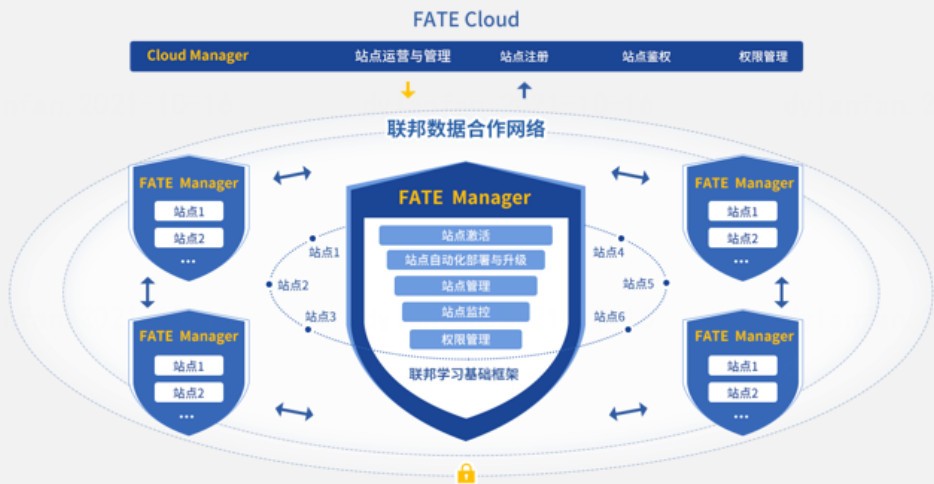 FATE Cloud
Cloud Manager 站点运营与管理 站点注册 站点鉴权 权限管理
联邦数据合作网络
FATE Manager
站点1
站点2
...
FATE Manager
站点1
站点2
...
FATE Manager
站点激活
站点自动化部署与升级
站点管理
站点监控
权限管理
联邦学习基础框架
站点1
站点2
站点3
站点4
站点5
站点6
FATE Manager
站点1
站点2
...
FATE Manager
站点1
站点2
...